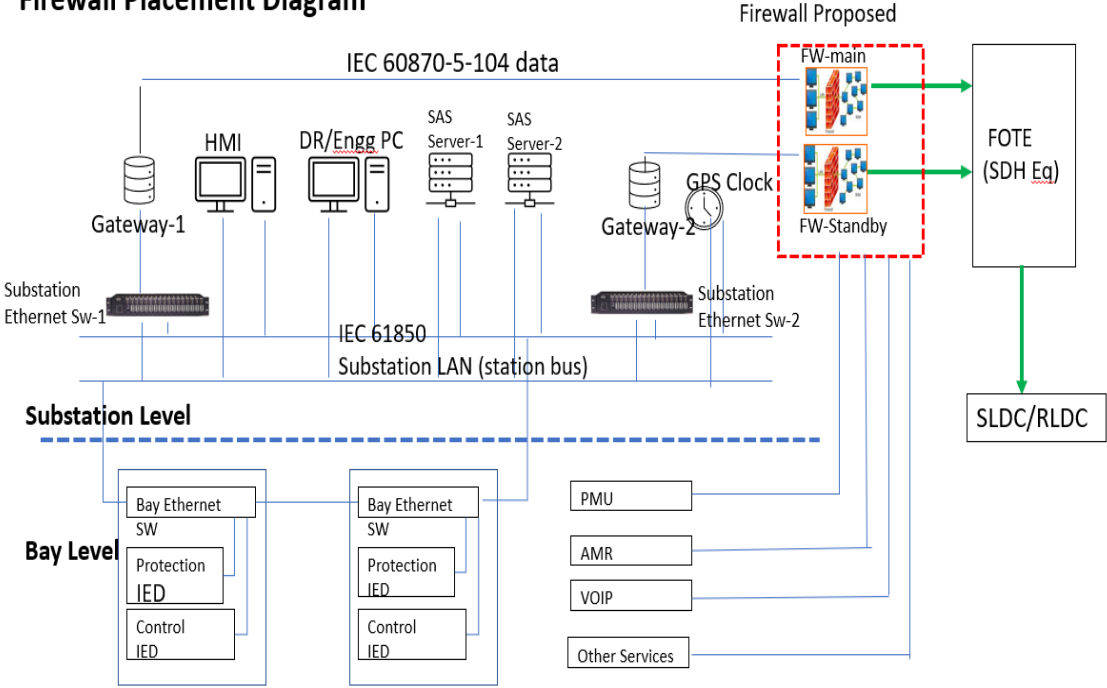 Firewall Placement Diagram
Firewall Proposed
IEC 60870-5-104 data
FW-main
HMI
DR/Engg PC
SAS
Server-1
SAS
Server-2
FOTE
(SDH Eq)
GPS Clock
Gateway-1
Gateway-2
FW-Standby
Substation
Ethernet Sw-1
Substation
Ethernet Sw-2
IEC 61850
Substation LAN (station bus)
Substation Level
SLDC/RLDC
Bay Level
Bay Ethernet
SW
Protection
IED
Control
IED
Bay Ethernet
SW
Protection
IED
Control
IED
PMU
AMR
VOIP
Other Services